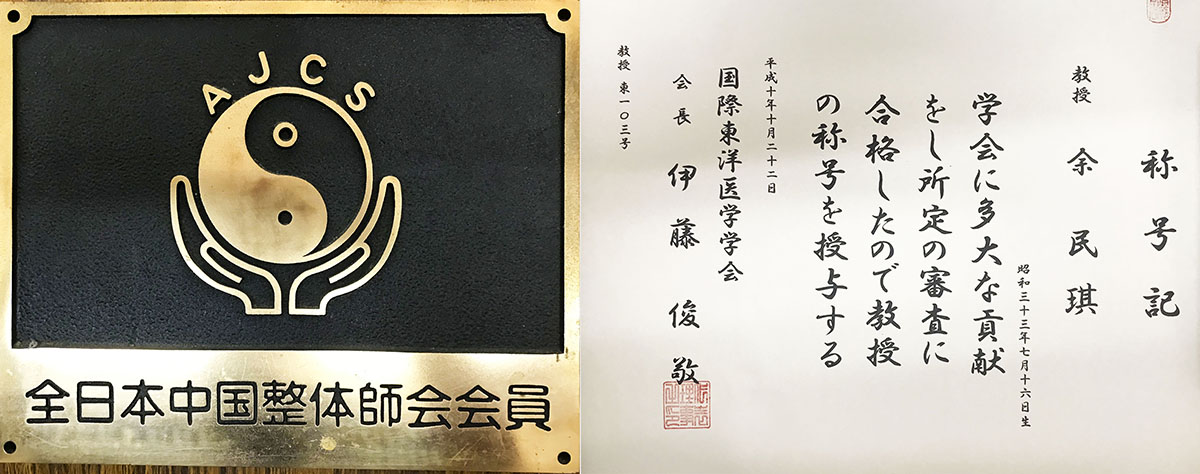 AJCS
全日本中国整体師会会員
称号記
教授 余民琪
昭和三十三年七月十六日生
学会に多大な貢献
をし所定の審査に
合格したので教授
の称号を授与する
平成十年十月二十二日
国際東洋医学学会
会長 伊藤俊敬
教授 東一〇三号